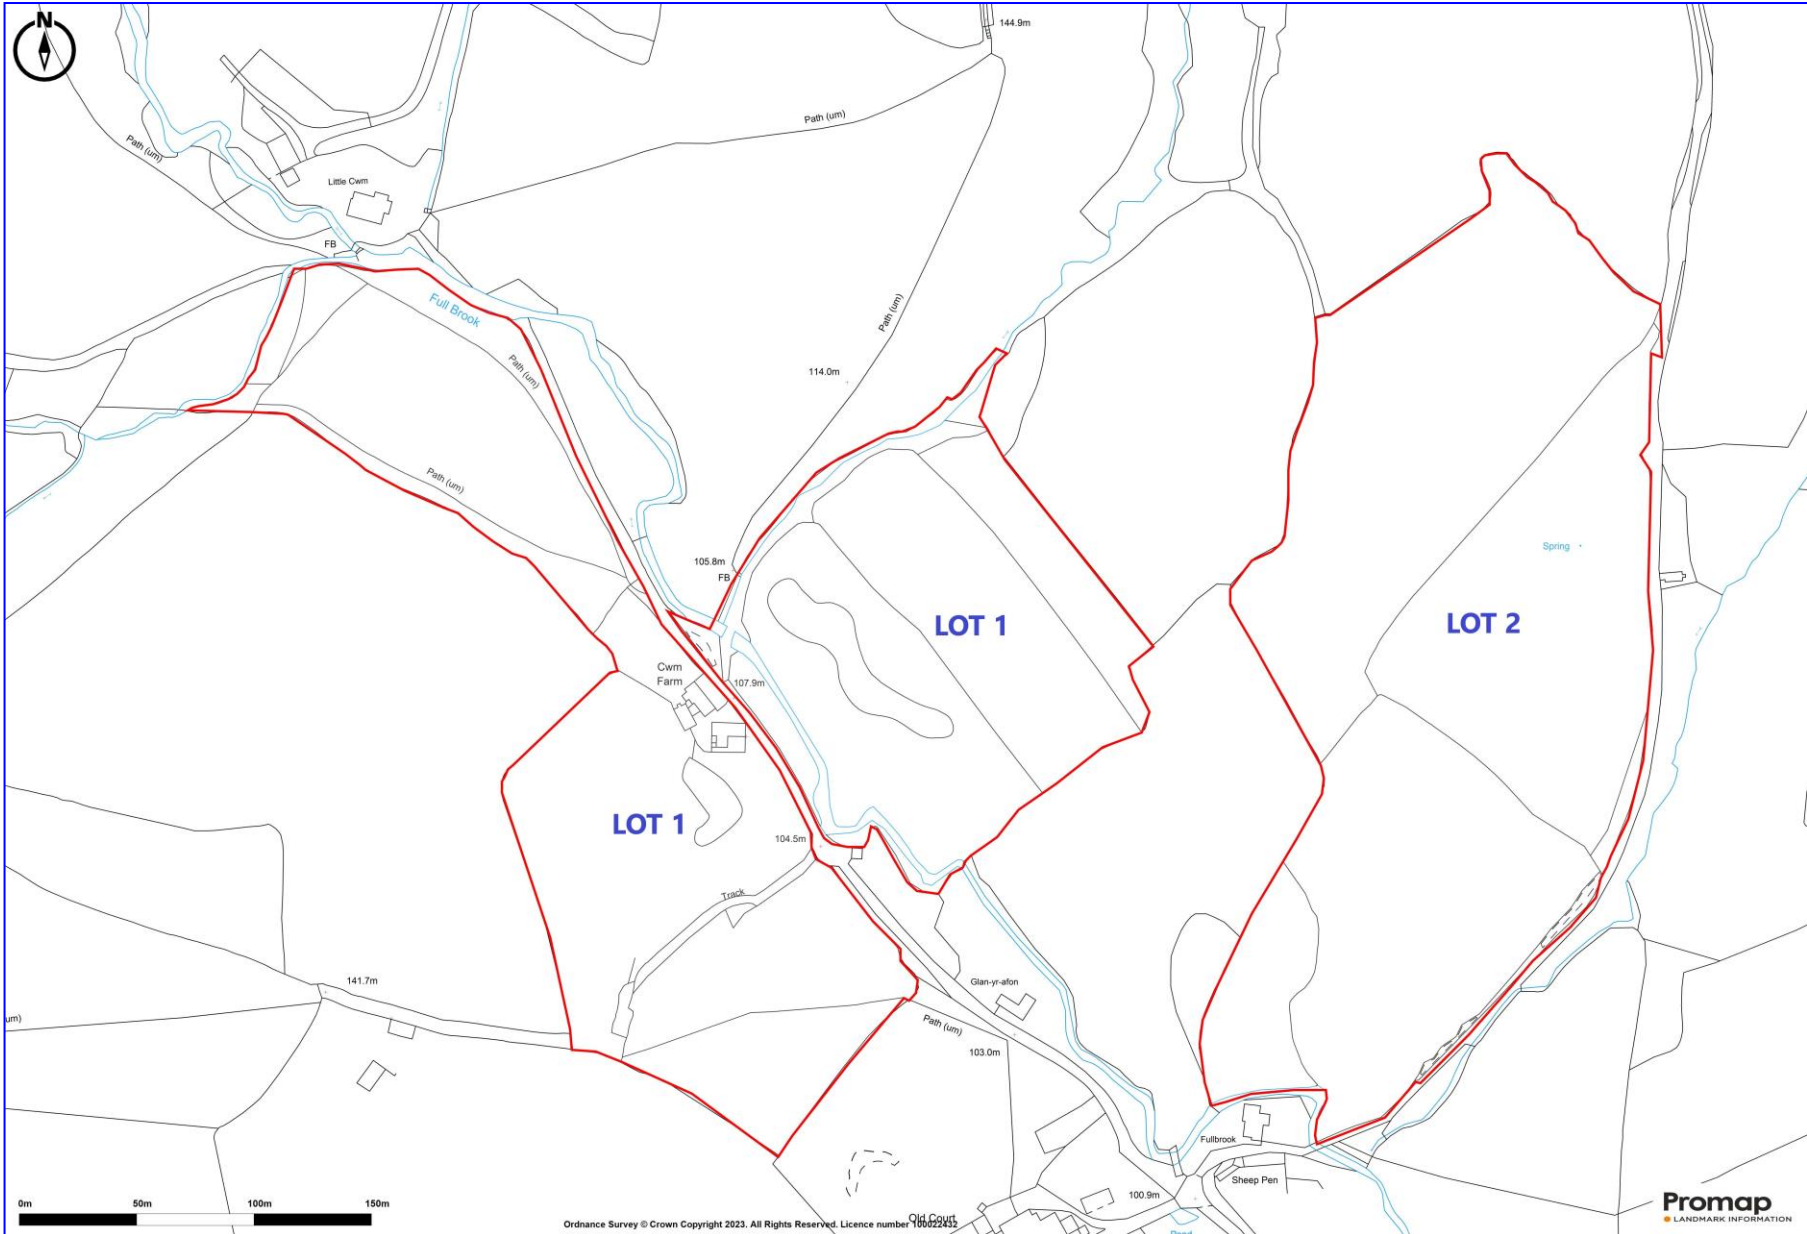 N
144.9m
Path (um)
Path (um)
Little Cwm
FB
Full Brook
Path (um)
Path (um)
114.0m
Path (um)
105.8m
FB
Spring
LOT 1
LOT 2
Cwm
Farm
107.9m
LOT 1
104.5m
Track
141.7m
Glan-yr-afon
um)
Path (um)
103.0m
Fullbrook
Sheep Pen
100.9m
Old Court
Pond
0m 50m 100m 150m
Ordnance Survey © Crown Copyright 2023. All Rights Reserved. Licence number 100022432
Promap
LANDMARK INFORMATION